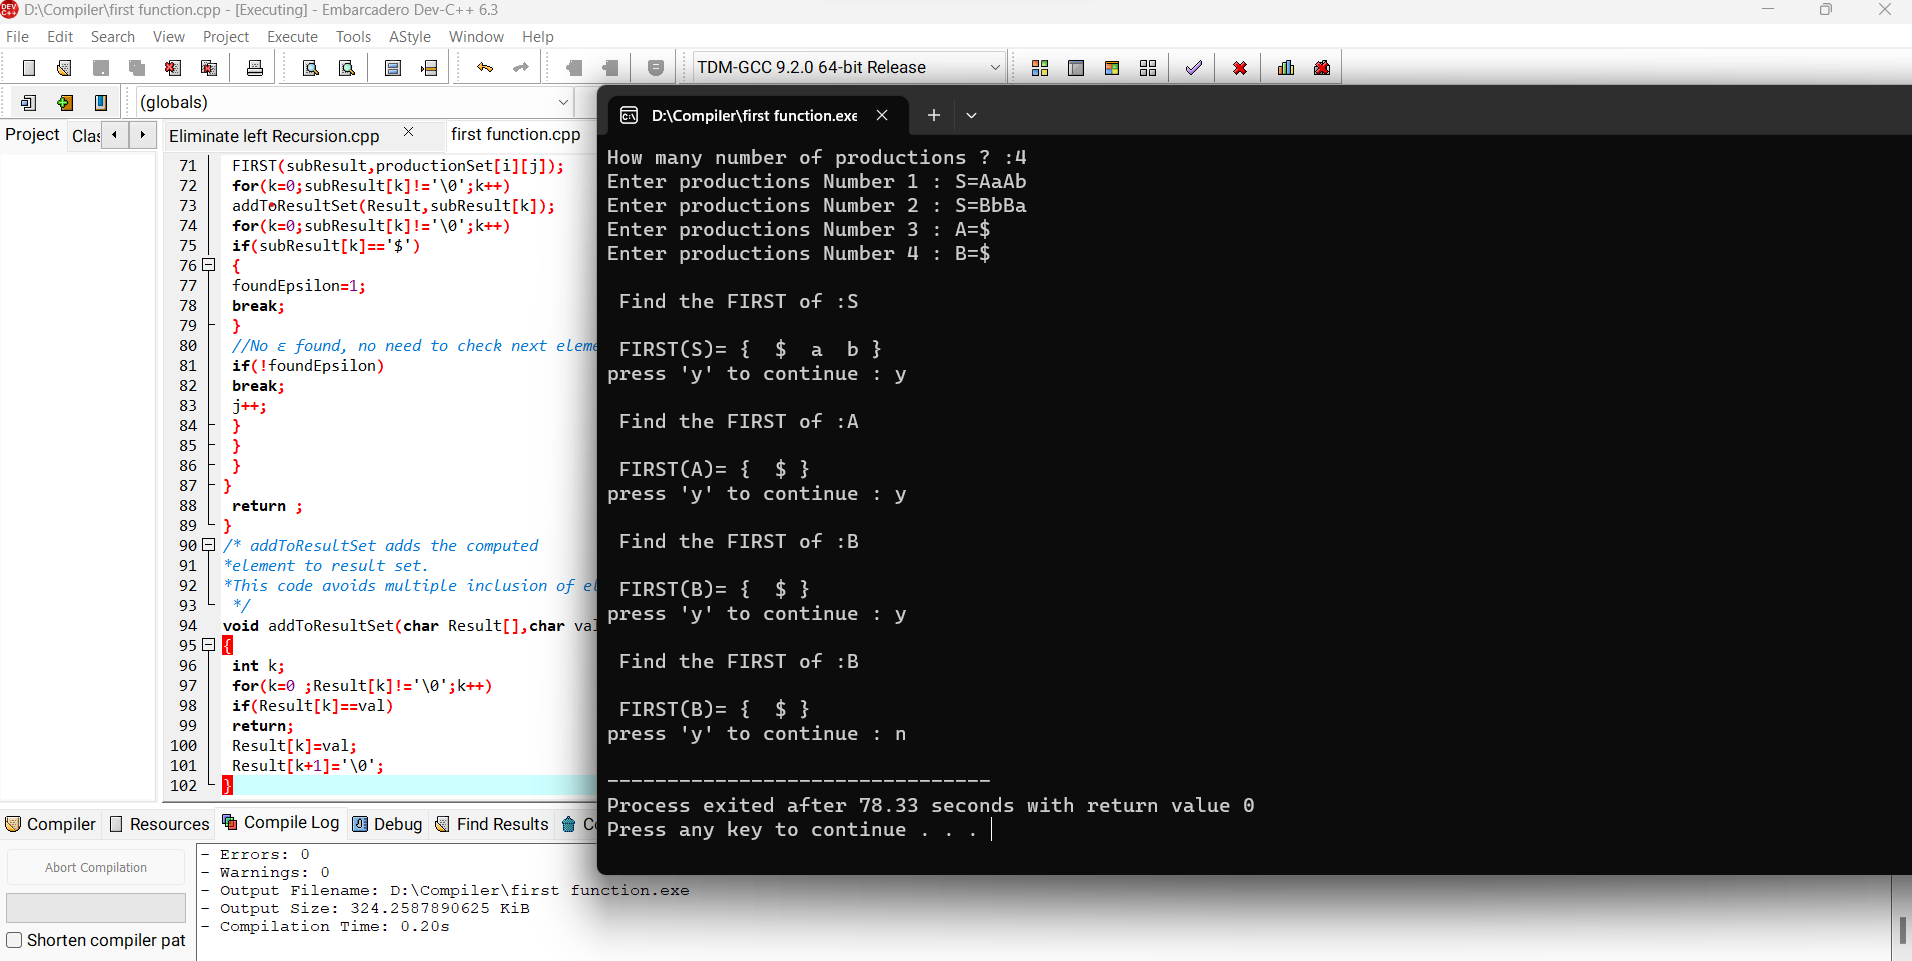 D:\Compiler\first function.cpp - [Executing] - Embarcadero Dev-C++ 6.3
File Edit Search View Project Execute Tools AStyle Window Help
TDM-GCC 9.2.0 64-bit Release
(globals)
Project
Eliminate left Recursion.cpp first function.cpp
71 FIRST(subResult,productionSet[i][j]);
72 for(k=0;subResult[k]!='\0';k++)
73 addToResultSet(Result,subResult[k]);
74 for(k=0;subResult[k]!='\0';k++)
75 if(subResult[k]=='$')
76 {
77 foundEpsilon=1;
78 break;
79 }
80 //No ε found, no need to check next
81 if(!foundEpsilon)
82 break;
83 j++;
84 }
85 }
86 }
87 }
88 return ;
89 }
90 /* addToResultSet adds the computed
91 *element to result set.
92 *This code avoids multiple inclusion of
93 */
94 void addToResultSet(char Result[],char
95 {
96 int k;
97 for(k=0 ;Result[k]!='\0';k++)
98 if(Result[k]==val)
99 return;
100 Result[k]=val;
101 Result[k+1]='\0';
102 }
D:\Compiler\first function.exe
How many number of productions ? :4
Enter productions Number 1 : S=AaAb
Enter productions Number 2 : S=BbBa
Enter productions Number 3 : A=$
Enter productions Number 4 : B=$
Find the FIRST of :S
FIRST(S)= { $ a b }
press 'y' to continue : y
Find the FIRST of :A
FIRST(A)= { $ }
press 'y' to continue : y
Find the FIRST of :B
FIRST(B)= { $ }
press 'y' to continue : y
Find the FIRST of :B
FIRST(B)= { $ }
press 'y' to continue : n
--------------------------------
Process exited after 78.33 seconds with return value 0
Press any key to continue . . .
Compiler Resources Compile Log Debug Find Results
Abort Compilation
Shorten compiler pat
- Errors: 0
- Warnings: 0
- Output Filename: D:\Compiler\first function.exe
- Output Size: 324.2587890625 KiB
- Compilation Time: 0.20s